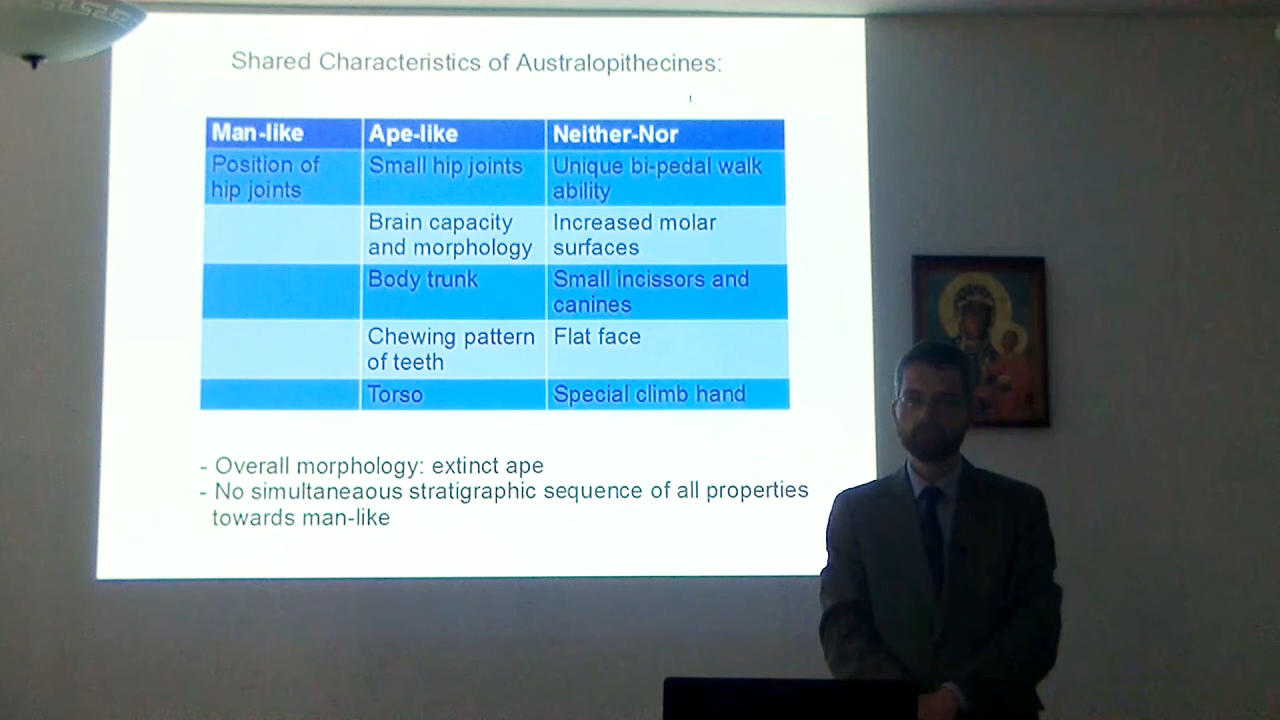 Shared Characteristics of Australopithecines:
Man-like Ape-like Neither-Nor
Position of hip joints Small hip joints Unique bi-pedal walk ability
Brain capacity and morphology Increased molar surfaces
Body trunk Small incissors and canines
Chewing pattern of teeth Flat face
Torso Special climb hand
- Overall morphology: extinct ape
- No simultaneaous stratigraphic sequence of all properties
towards man-like